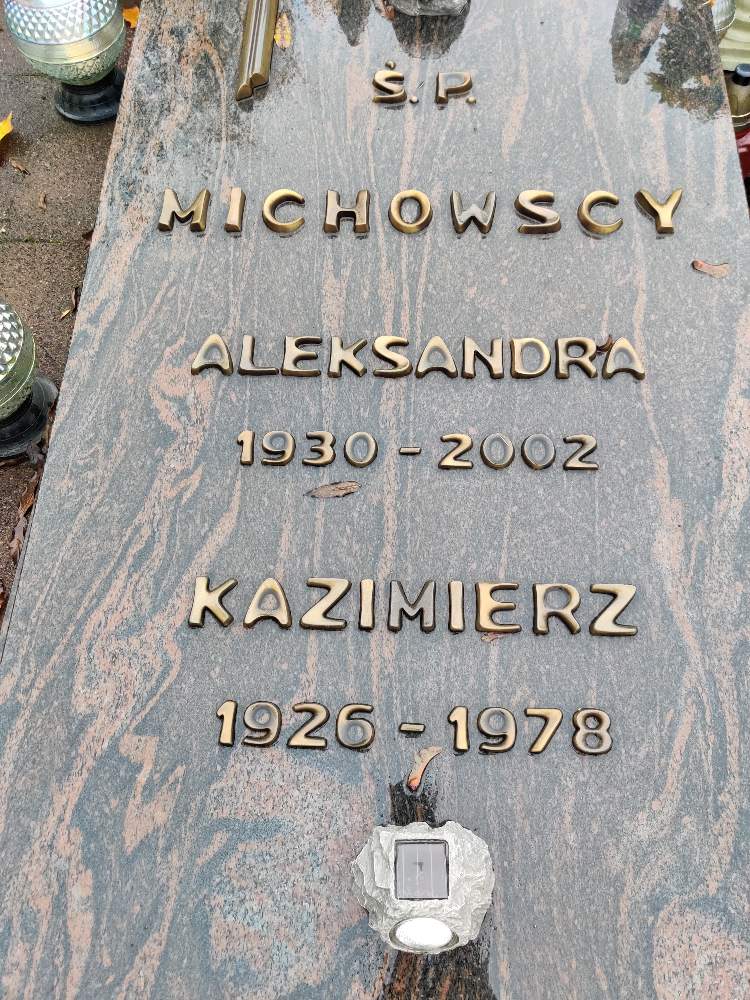 Ś.P.
MICHOWSCY
ALEKSANDRA
1930 - 2002
KAZIMIERZ
1926 - 1978